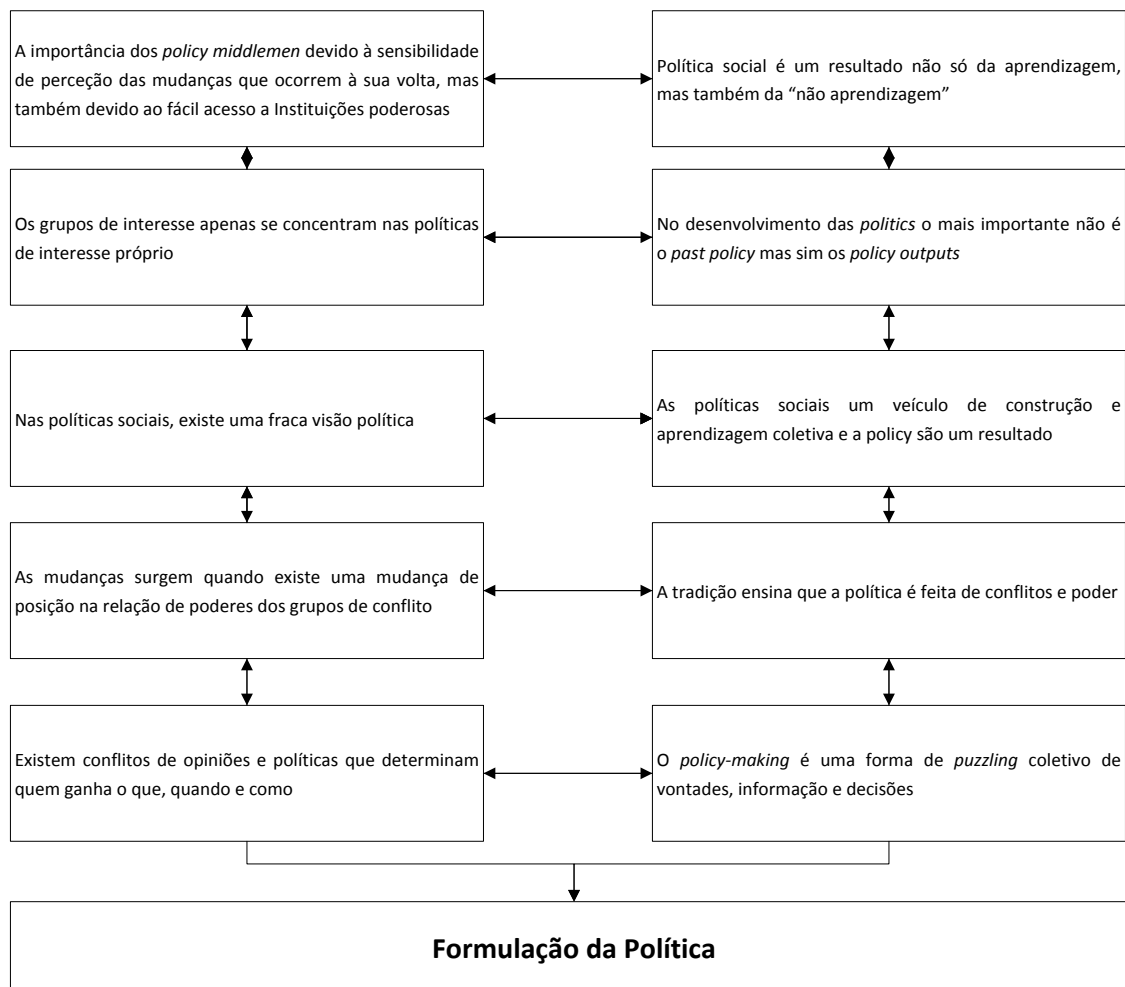 A importância dos policy middlemen devido à sensibilidade
de perceção das mudanças que ocorrem à sua volta, mas
também devido ao fácil acesso a Instituições poderosas
Política social é um resultado não só da aprendizagem,
mas também da “não aprendizagem”
Os grupos de interesse apenas se concentram nas políticas
de interesse próprio
No desenvolvimento das politics o mais importante não é
o past policy mas sim os policy outputs
Nas políticas sociais, existe uma fraca visão política
As políticas sociais um veículo de construção e
aprendizagem coletiva e a policy são um resultado
As mudanças surgem quando existe uma mudança de
posição na relação de poderes dos grupos de conflito
A tradição ensina que a política é feita de conflitos e poder
Existem conflitos de opiniões e políticas que determinam
quem ganha o que, quando e como
O policy-making é uma forma de puzzling coletivo de
vontades, informação e decisões
Formulação da Política